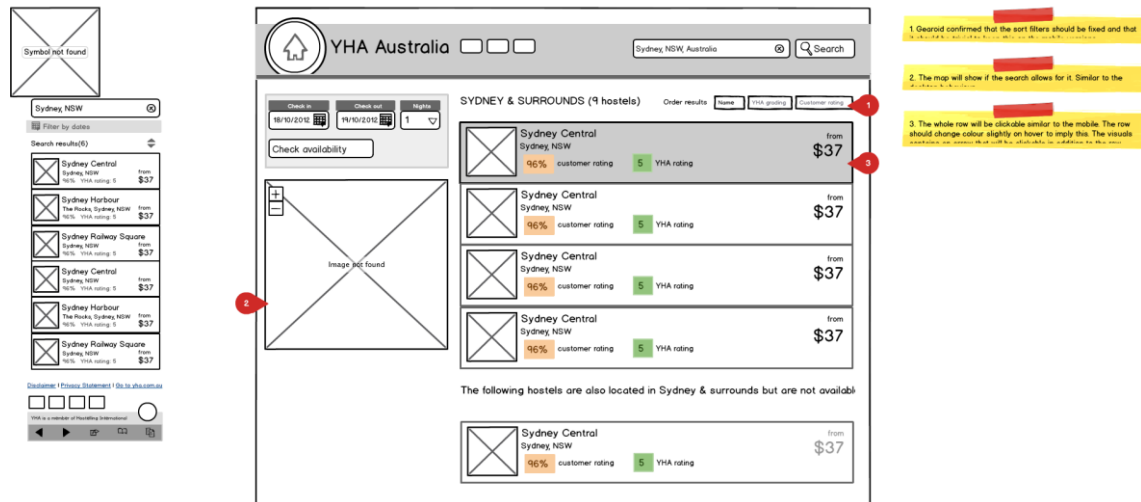 Symbol not found
Sydney, NSW
Filter by dates
Search results(6)
Sydney Central
Sydney, NSW
96% YHA rating: 5
from
$37
Sydney Harbour
The Rocks, Sydney, NSW
96% YHA rating: 5
from
$37
Sydney Railway Square
Sydney, NSW
96% YHA rating: 5
from
$37
Sydney Central
Sydney, NSW
96% YHA rating: 5
from
$37
Sydney Harbour
The Rocks, Sydney, NSW
96% YHA rating: 5
from
$37
Sydney Railway Square
Sydney, NSW
96% YHA rating: 5
from
$37
Disclaimer | Privacy Statement | Go to yha.com.au
YHA is a member of Hostelling International
YHA Australia
Sydney, NSW, Australia
Search
Check in
Check out
Nights
18/10/2012
19/10/2012
1
Check availability
Image not found
2
SYDNEY & SURROUNDS (9 hostels)
Order results
Name
YHA grading
Customer rating
1
Sydney Central
Sydney, NSW
96% customer rating
5 YHA rating
from
$37
3
Sydney Central
Sydney, NSW
96% customer rating
5 YHA rating
from
$37
Sydney Central
Sydney, NSW
96% customer rating
5 YHA rating
from
$37
Sydney Central
Sydney, NSW
96% customer rating
5 YHA rating
from
$37
The following hostels are also located in Sydney & surrounds but are not availabl
Sydney Central
Sydney, NSW
96% customer rating
5 YHA rating
from
$37
1. Gearoid confirmed that the sort filters should be fixed and that
2. The map will show if the search allows for it. Similar to the
3. The whole row will be clickable similar to the mobile. The row
should change colour slightly on hover to imply this. The visuals